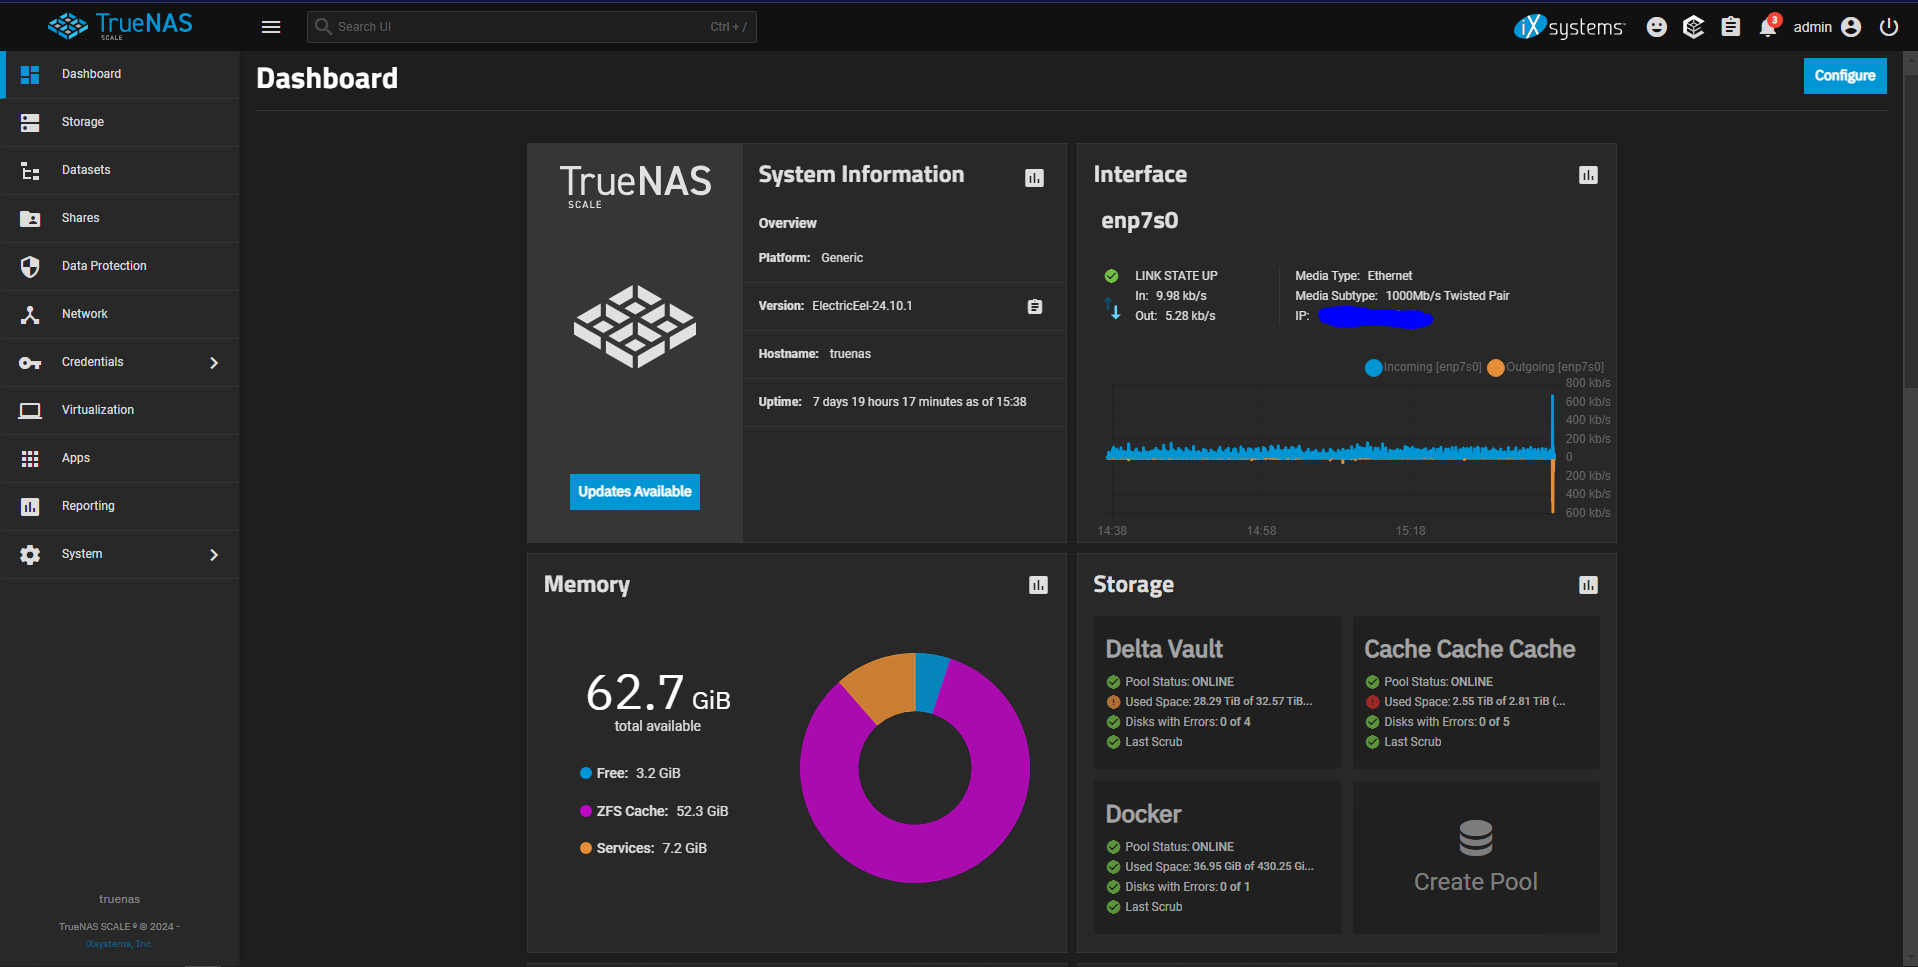 TrueNAS
SCALE
Search UI
Ctrl + /
iXsystems
3
admin
Dashboard
Storage
Datasets
Shares
Data Protection
Network
Credentials
Virtualization
Apps
Reporting
System
truenas
TrueNAS SCALE ® © 2024 -
iXsystems, Inc.
Dashboard
Configure
TrueNAS
SCALE
Updates Available
System Information
Overview
Platform: Generic
Version: ElectricEel-24.10.1
Hostname: truenas
Uptime: 7 days 19 hours 17 minutes as of 15:38
Interface
enp7s0
LINK STATE UP
In: 9.98 kb/s
Out: 5.28 kb/s
Media Type: Ethernet
Media Subtype: 1000Mb/s Twisted Pair
IP:
Incoming [enp7s0] Outgoing [enp7s0]
800 kb/s
600 kb/s
400 kb/s
200 kb/s
0
200 kb/s
400 kb/s
600 kb/s
14:38 14:58 15:18
Memory
62.7 GiB
total available
Free: 3.2 GiB
ZFS Cache: 52.3 GiB
Services: 7.2 GiB
Storage
Delta Vault
Pool Status: ONLINE
Used Space: 28.29 TiB of 32.57 TiB...
Disks with Errors: 0 of 4
Last Scrub
Cache Cache Cache
Pool Status: ONLINE
Used Space: 2.55 TiB of 2.81 TiB (...
Disks with Errors: 0 of 5
Last Scrub
Docker
Pool Status: ONLINE
Used Space: 36.95 GiB of 430.25 Gi...
Disks with Errors: 0 of 1
Last Scrub
Create Pool